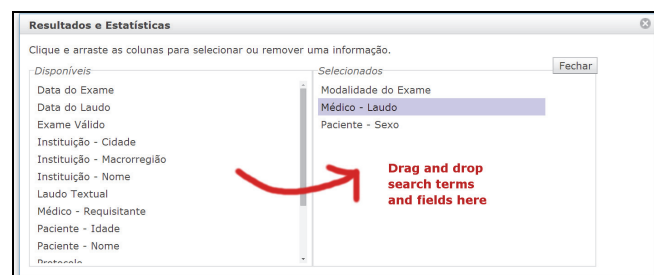 Resultados e Estatísticas
Clique e arraste as colunas para selecionar ou remover uma informação.
Fechar
Disponíveis
Data do Exame
Data do Laudo
Exame Válido
Instituição - Cidade
Instituição - Macrorregião
Instituição - Nome
Laudo Textual
Médico - Requisitante
Paciente - Idade
Paciente - Nome
Protocolo
Selecionados
Modalidade do Exame
Médico - Laudo
Paciente - Sexo
Drag and drop
search terms
and fields here